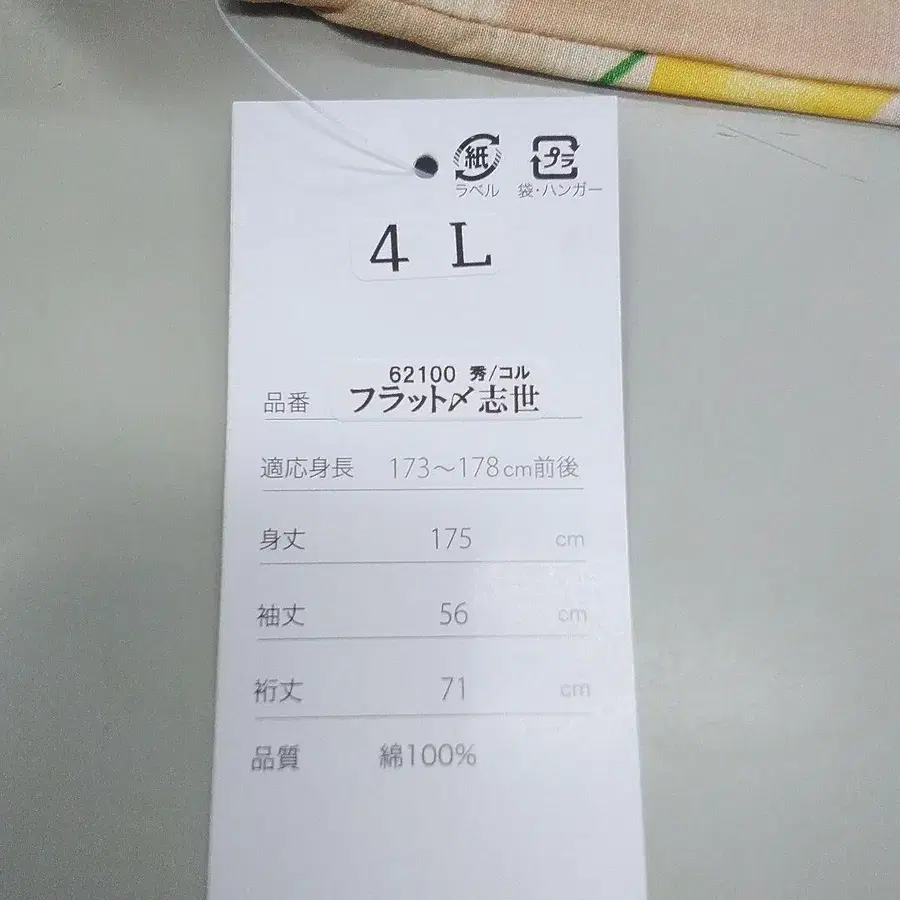 紙 プラ
ラベル 袋・ハンガー
4 L
62100 秀/コル
品番 フラット〆志世
適応身長 173～178cm前後
身丈 175 cm
袖丈 56 cm
裄丈 71 cm
品質 綿100%